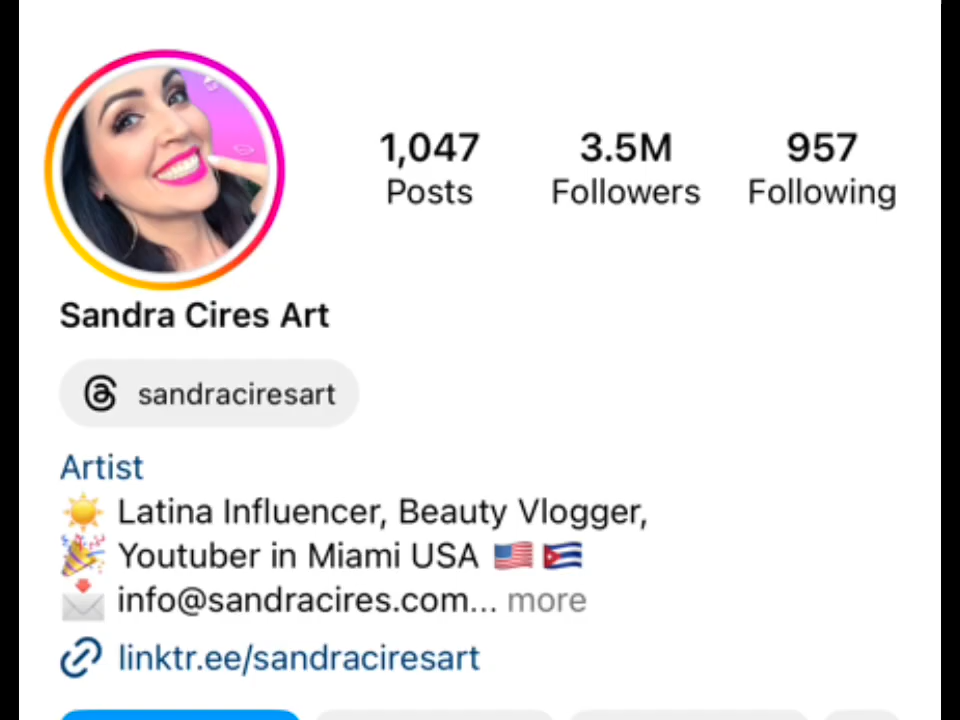 1,047 3.5M 957
Posts Followers Following
Sandra Cires Art
sandraciresart
Artist
☀️ Latina Influencer, Beauty Vlogger,
🎉 Youtuber in Miami USA 🇺🇸🇨🇺
📩 info@sandracires.com... more
linktr.ee/sandraciresart